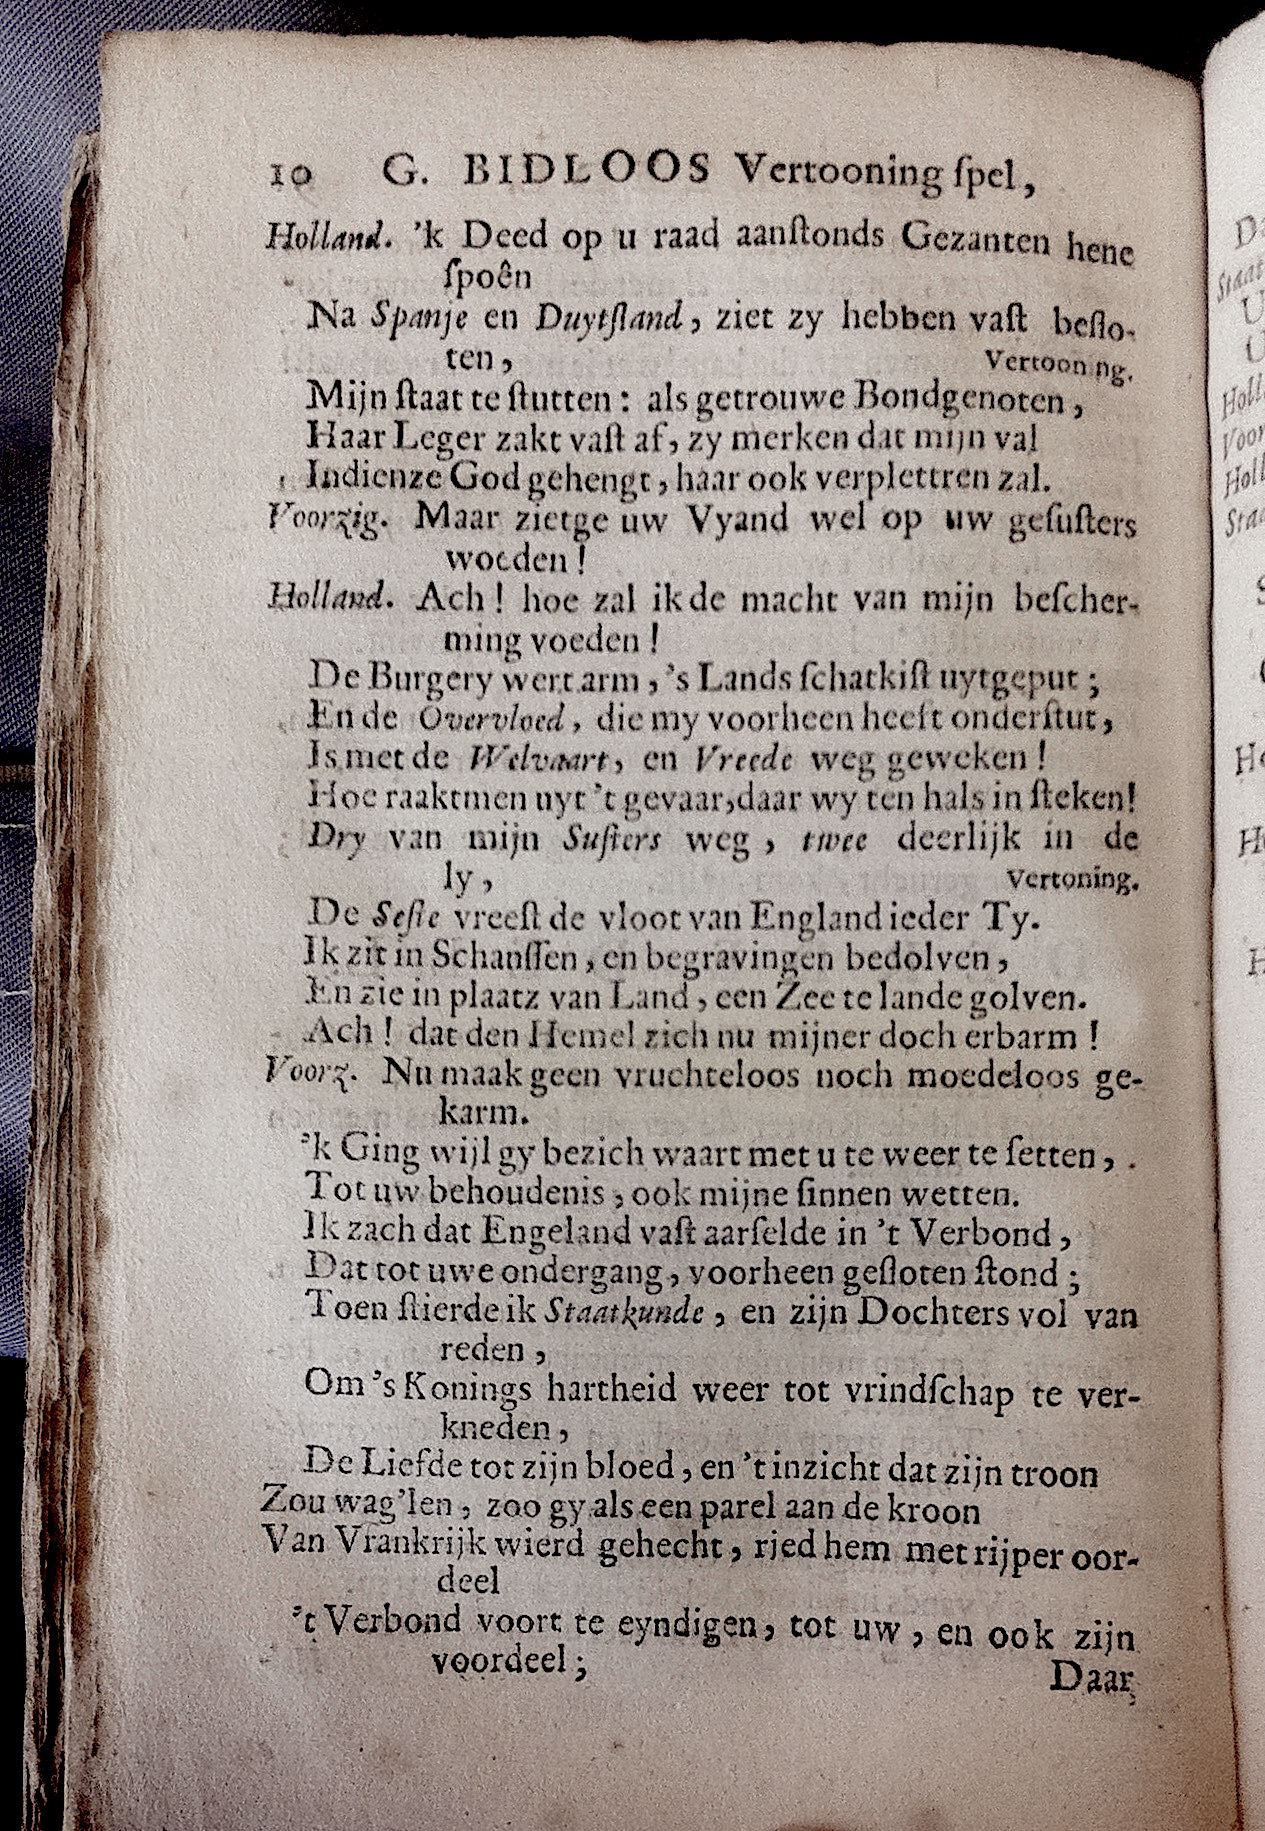 10 G. BIDLOOS Vertooning ſpel,
Holland. 'k Deed op u raad aanſtonds Gezanten hene
ſpoên
Na Spanje en Duytſland, ziet zy hebben vaſt beſlo-
ten, Vertoon ng.
Mijn ſtaat te ſtutten: als getrouwe Bondgenoten,
Haar Leger zakt vaſt af, zy merken dat mijn val
Indienze God gehengt, haar ook verplettren zal.
Voorzig. Maar zietge uw Vyand wel op uw geſuſters
woeden!
Holland. Ach! hoe zal ik de macht van mijn beſcher-
ming voeden!
De Burgery wert arm, 's Lands ſchatkiſt uytgeput;
En de Overvloed, die my voorheen heeft onderſtut,
Is met de Welvaart, en Vreede weg geweken!
Hoe raaktmen uyt 't gevaar, daar wy ten hals in ſteken!
Dry van mijn Suſters weg, twee deerlijk in de
ly, Vertoning.
De Seſte vreeſt de vloot van England ieder Ty.
Ik zit in Schanſſen, en begravingen bedolven,
En zie in plaatz van Land, een Zee te lande golven.
Ach! dat den Hemel zich nu mijner doch erbarm!
Voorz. Nu maak geen vruchteloos noch moedeloos ge-
karm.
'k Ging wijl gy bezich waart met u te weer te ſetten,
Tot uw behoudenis, ook mijne ſinnen wetten.
Ik zach dat Engeland vaſt aarſelde in 't Verbond,
Dat tot uwe ondergang, voorheen geſloten ſtond;
Toen ſtierde ik Staatkunde, en zijn Dochters vol van
reden,
Om 's Konings hartheid weer tot vrindſchap te ver-
kneden,
De Liefde tot zijn bloed, en 't inzicht dat zijn troon
Zou wag'len, zoo gy als een parel aan de kroon
Van Vrankrijk wierd gehecht, ried hem met rijper oor-
deel
't Verbond voort te eyndigen, tot uw, en ook zijn
voordeel;
Daar